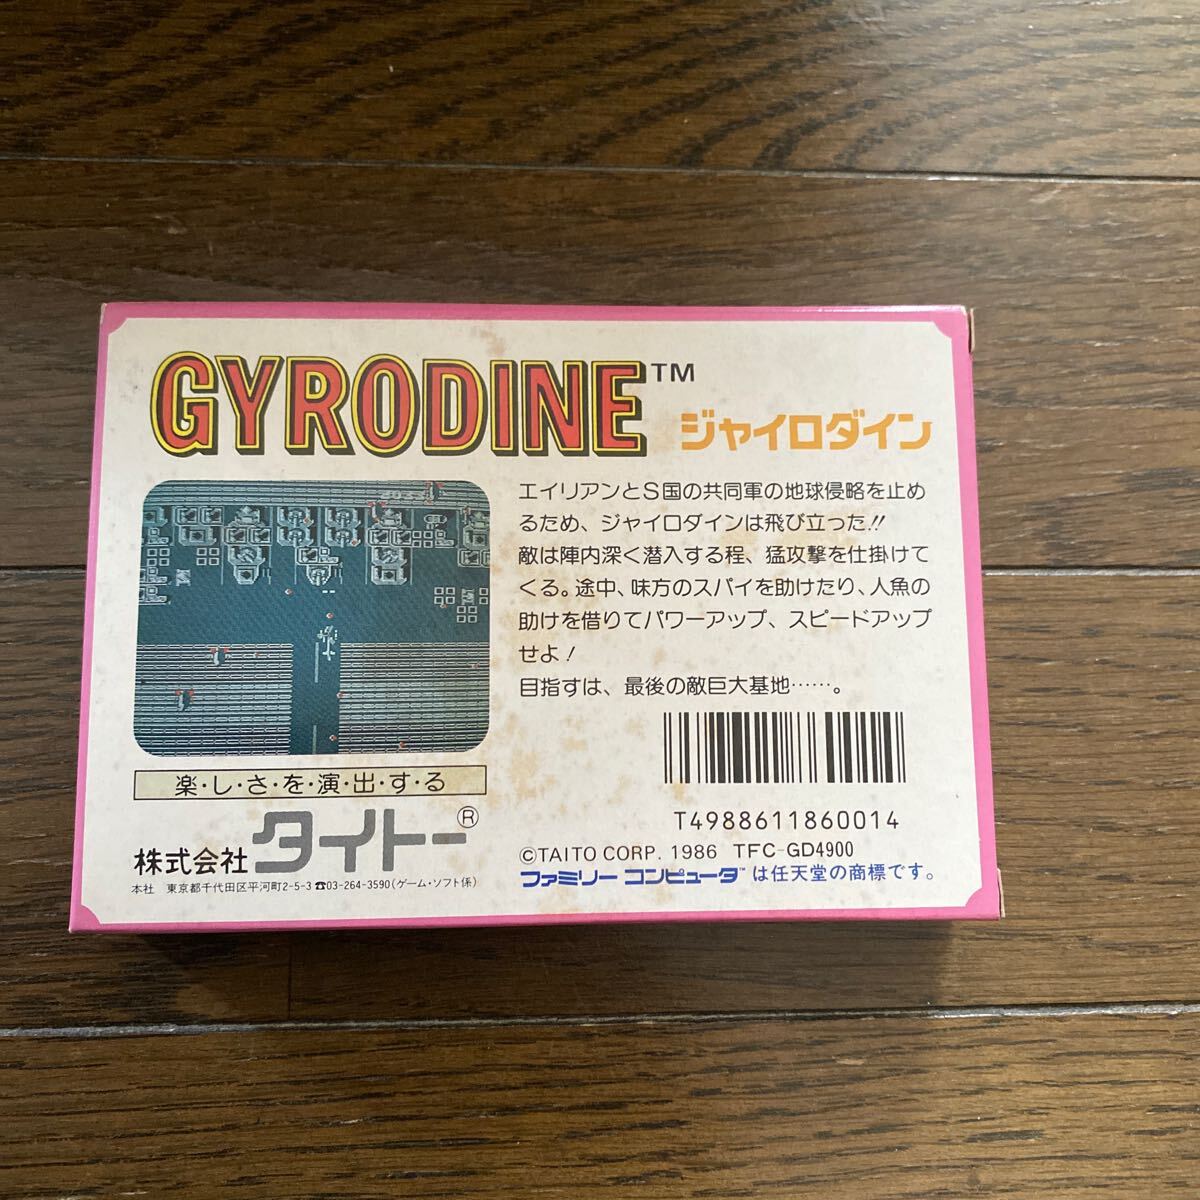 GYRODINE™
ジャイロダイン
エイリアンとS国の共同軍の地球侵略を止め
るため、ジャイロダインは飛び立った!!
敵は陣内深く潜入する程、猛攻撃を仕掛けて
くる。途中、味方のスパイを助けたり、人魚の
助けを借りてパワーアップ、スピードアップ
せよ!
目指すは、最後の敵巨大基地……。
楽・し・さ・を・演・出・す・る
株式会社 タイトー®
本社 東京都千代田区平河町2-5-3 ☎03-264-3590(ゲーム・ソフト係)
T4988611860014
©TAITO CORP. 1986 TFC-GD4900
ファミリー コンピュータ™ は任天堂の商標です。